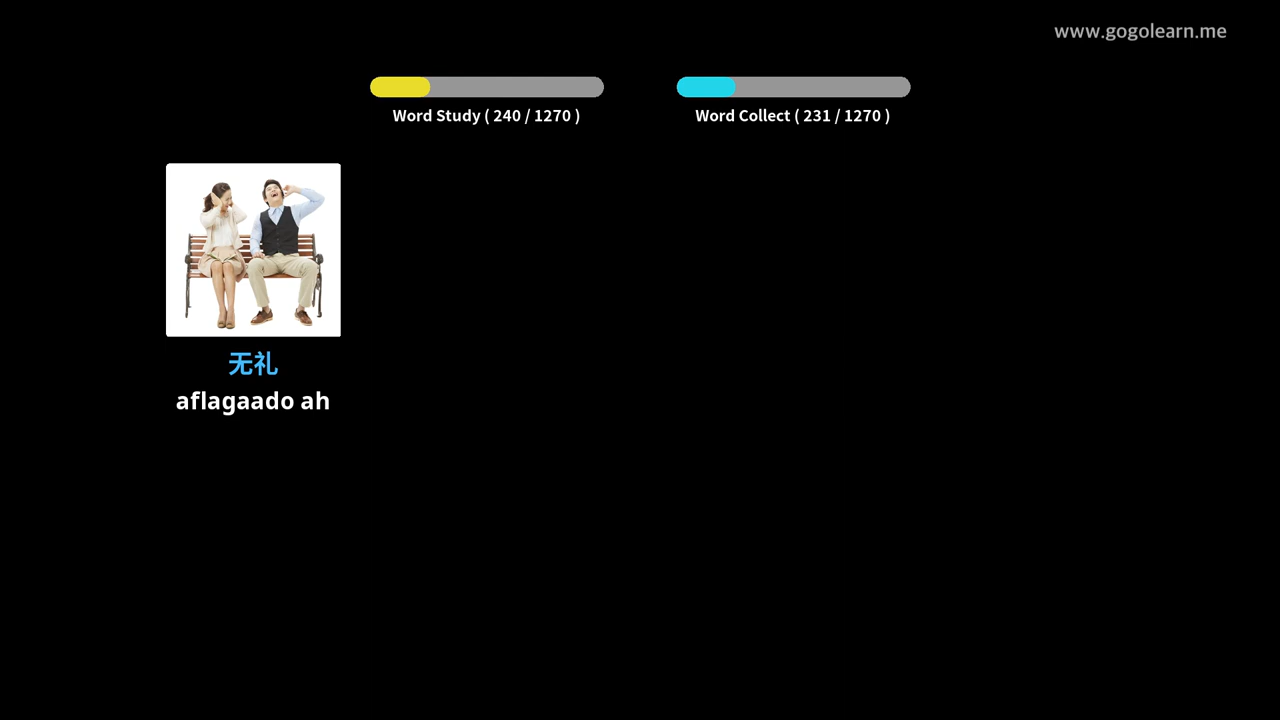 www.gogolearn.me
Word Study ( 240 / 1270 )
Word Collect ( 231 / 1270 )
无礼
aflagaado ah